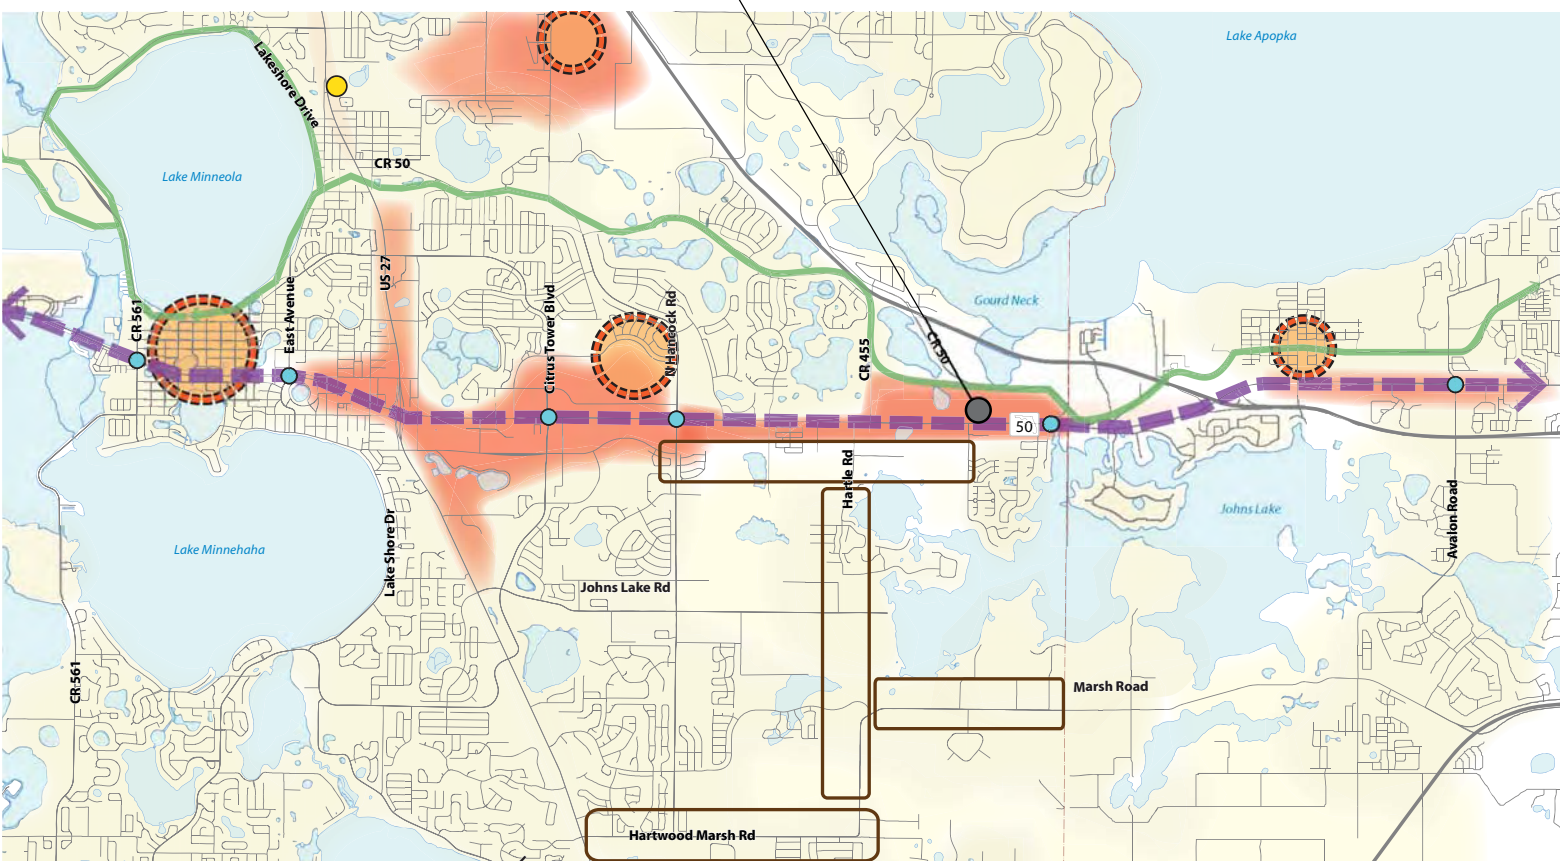 Lake Apopka
Lakeshore Drive
CR 50
Lake Minneola
US 27
East Avenue
CR 561
Citrus Tower Blvd
N Hancock Rd
Gourd Neck
CR 455
CR 50
50
Hartle Rd
Johns Lake
Avalon Road
Lake Minnehaha
Lake Shore Dr
Johns Lake Rd
CR 561
Marsh Road
Hartwood Marsh Rd